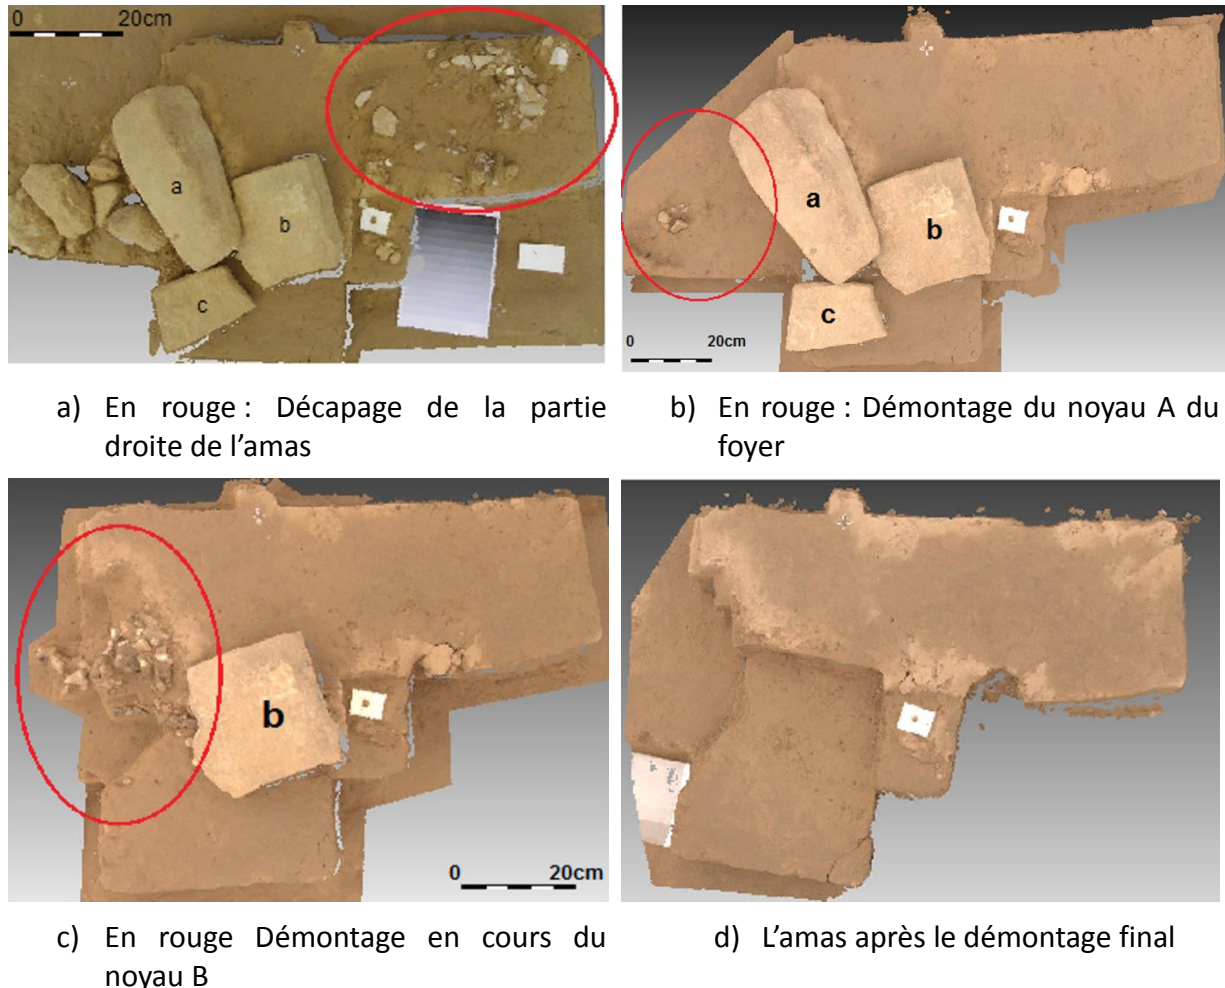 0 20cm
a
b
c
a) En rouge : Décapage de la partie
droite de l’amas
a
b
c
0 20cm
b) En rouge : Démontage du noyau A du
foyer
b
0 20cm
c) En rouge Démontage en cours du
noyau B
d) L’amas après le démontage final